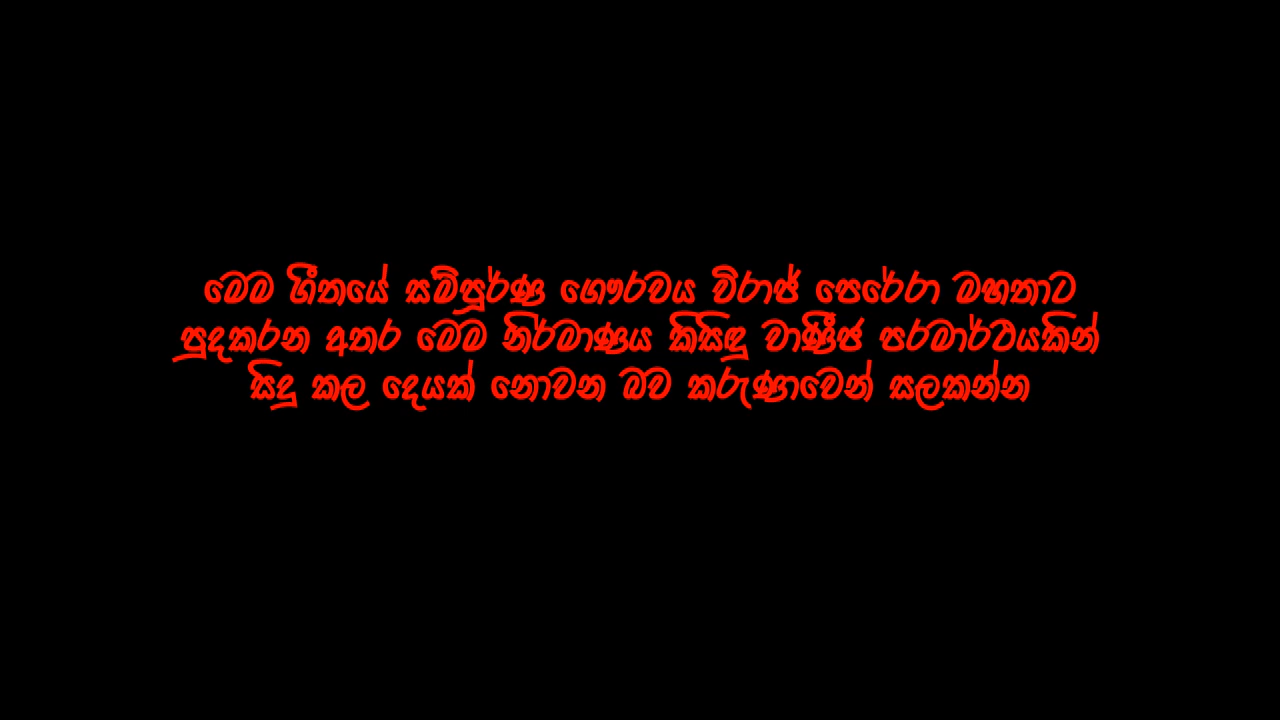 මෙම ගීතයේ සම්පූර්ණ ගෞරවය විරාජ් පෙරේරා මහතාට
පුදකරන අතර මෙම නිර්මාණය කිසිඳු වාණිජ පරමාර්ථයකින්
සිදු කල දෙයක් නොවන බව කරුණාවෙන් සලකන්න